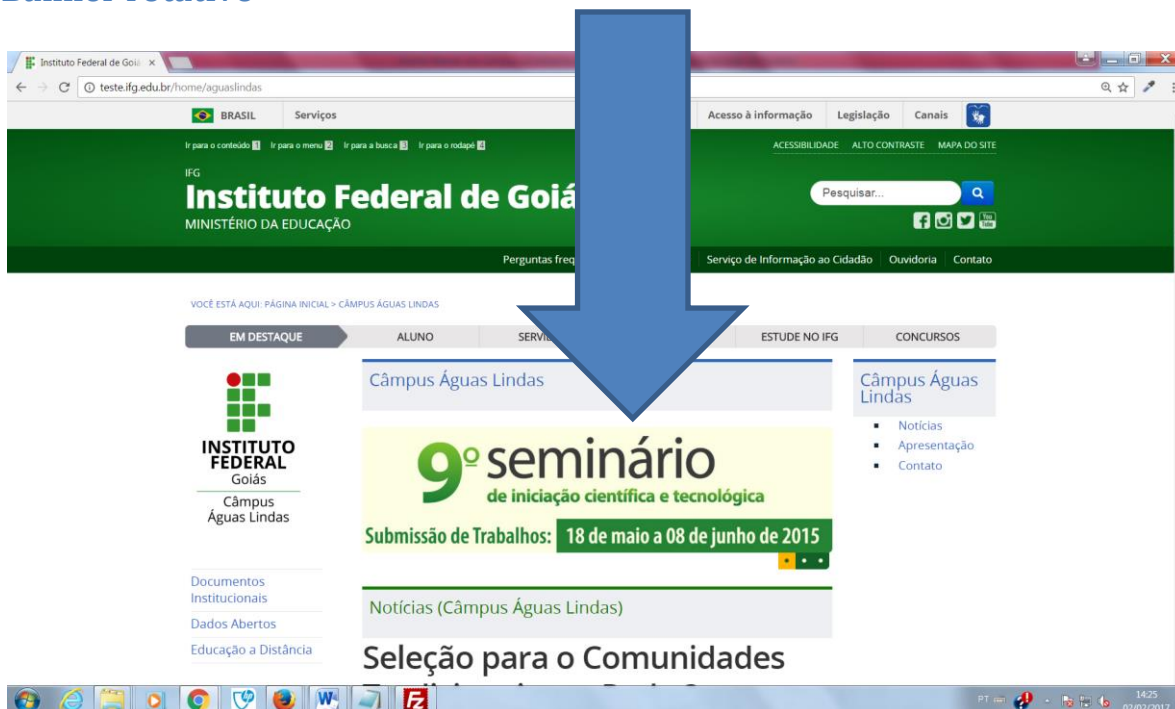 Instituto Federal de Goiá
teste.ifg.edu.br/home/aguaslindas
BRASIL Serviços Acesso à informação Legislação Canais
Ir para o conteúdo 1 Ir para o menu 2 Ir para a busca 3 Ir para o rodapé 4 ACESSIBILIDADE ALTO CONTRASTE MAPA DO SITE
IFG
Instituto Federal de Goiá
Pesquisar...
MINISTÉRIO DA EDUCAÇÃO
You Tube
Perguntas freq Serviço de Informação ao Cidadão Ouvidoria Contato
VOCÊ ESTÁ AQUI: PÁGINA INICIAL > CÂMPUS ÁGUAS LINDAS
EM DESTAQUE ALUNO SERVI ESTUDE NO IFG CONCURSOS
INSTITUTO
FEDERAL
Goiás
Câmpus
Águas Lindas
Documentos
Institucionais
Dados Abertos
Educação a Distância
Câmpus Águas Lindas
9º seminário
de iniciação científica e tecnológica
Submissão de Trabalhos: 18 de maio a 08 de junho de 2015
Notícias (Câmpus Águas Lindas)
Seleção para o Comunidades
Câmpus Águas
Lindas
Notícias
Apresentação
Contato
PT 14:25
02/02/2017